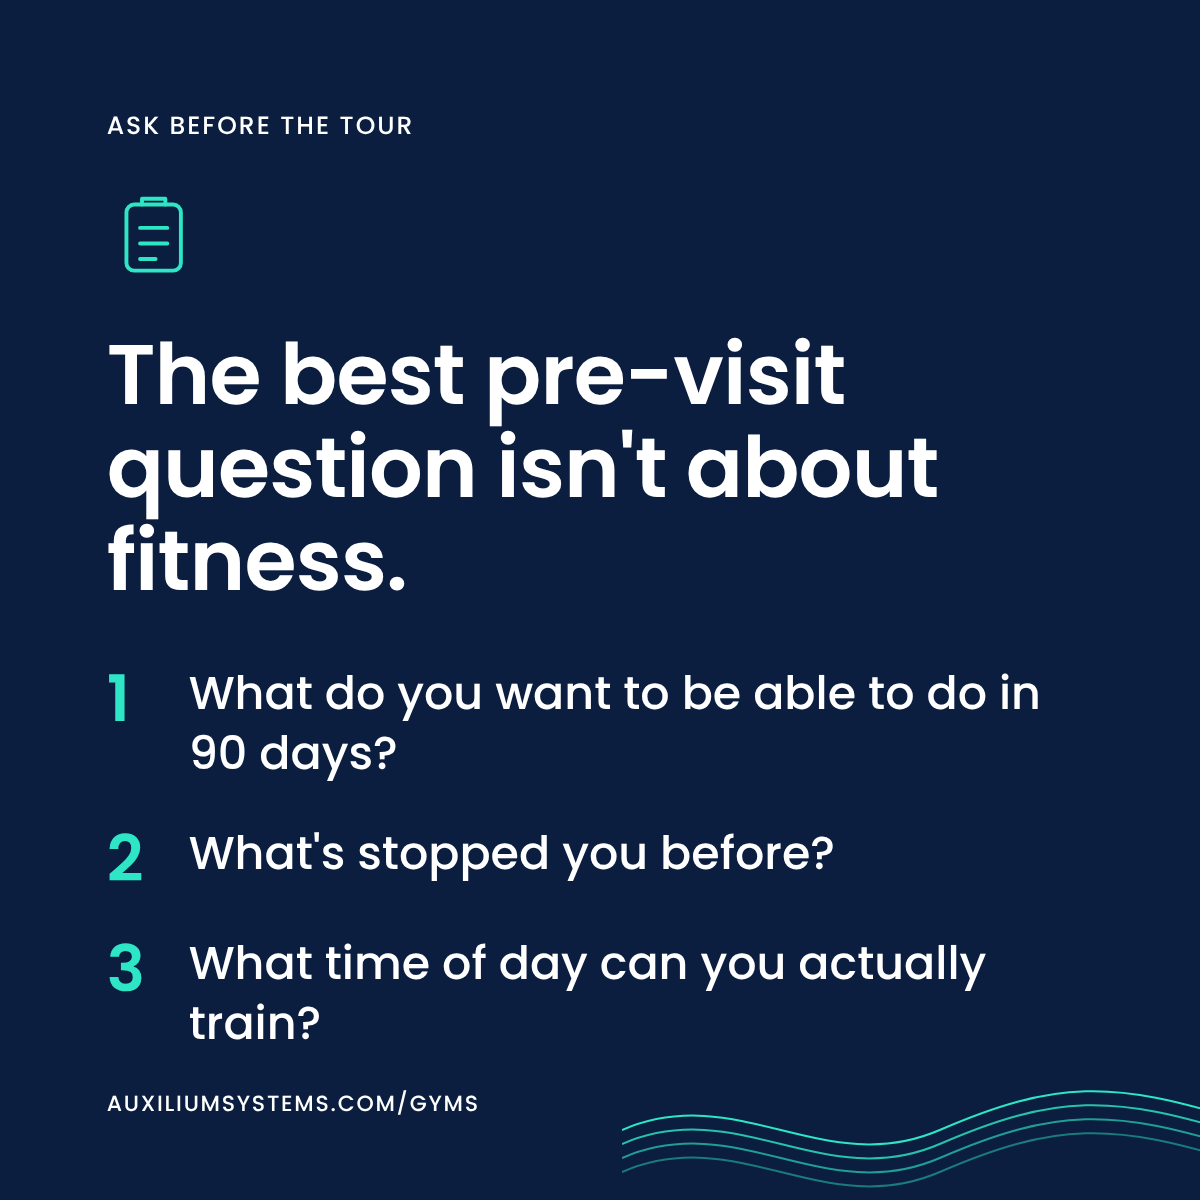 ASK BEFORE THE TOUR
The best pre-visit
question isn't about
fitness.
1 What do you want to be able to do in
90 days?
2 What's stopped you before?
3 What time of day can you actually
train?
AUXILIUMSYSTEMS.COM/GYMS